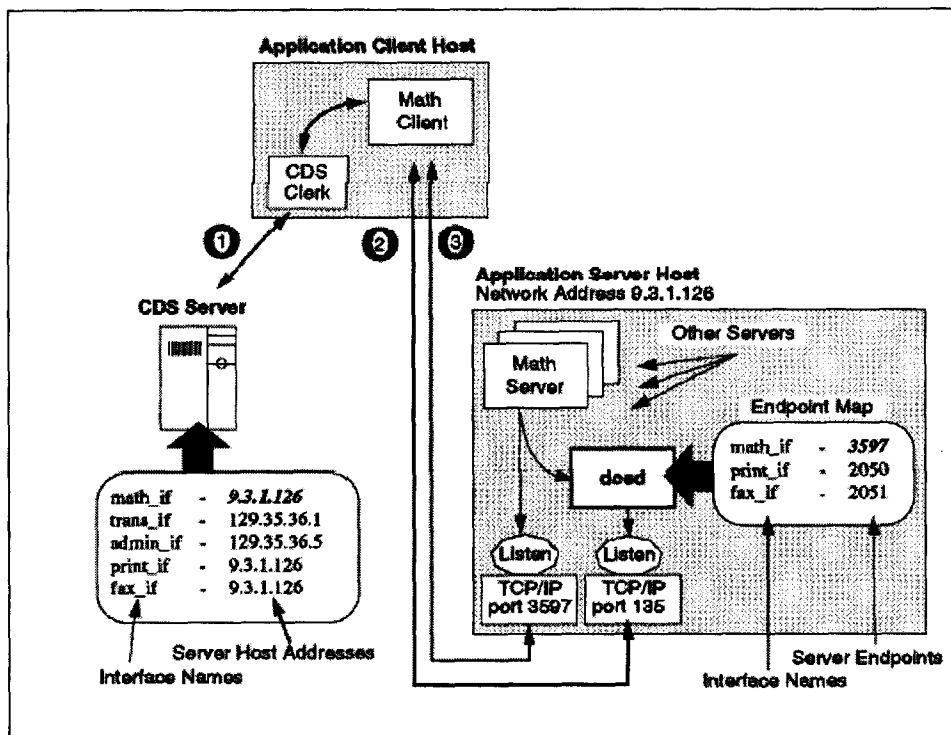 Application Client Host
Math
Client
CDS
Clerk
1
2
3
CDS Server
math_if - 9.3.1.126
trans_if - 129.35.36.1
admin_if - 129.35.36.5
print_if - 9.3.1.126
fax_if - 9.3.1.126
Server Host Addresses
Interface Names
Application Server Host
Network Address 9.3.1.126
Other Servers
Math
Server
Endpoint Map
math_if - 3597
print_if - 2050
fax_if - 2051
dced
Listen
Listen
TCP/IP
port 3597
TCP/IP
port 135
Server Endpoints
Interface Names